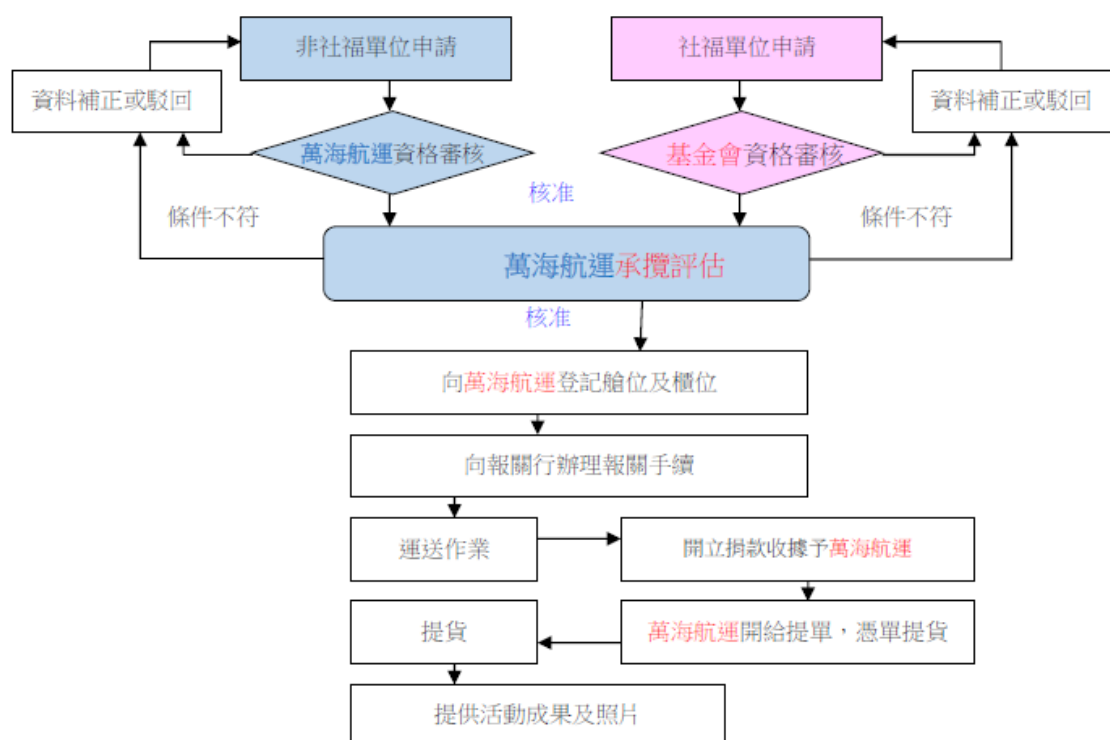 非社福單位申請
社福單位申請
資料補正或駁回
資料補正或駁回
萬海航運資格審核
基金會資格審核
核准
條件不符
條件不符
萬海航運承攬評估
核准
向萬海航運登記艙位及櫃位
向報關行辦理報關手續
運送作業
開立捐款收據予萬海航運
提貨
萬海航運開給提單，憑單提貨
提供活動成果及照片